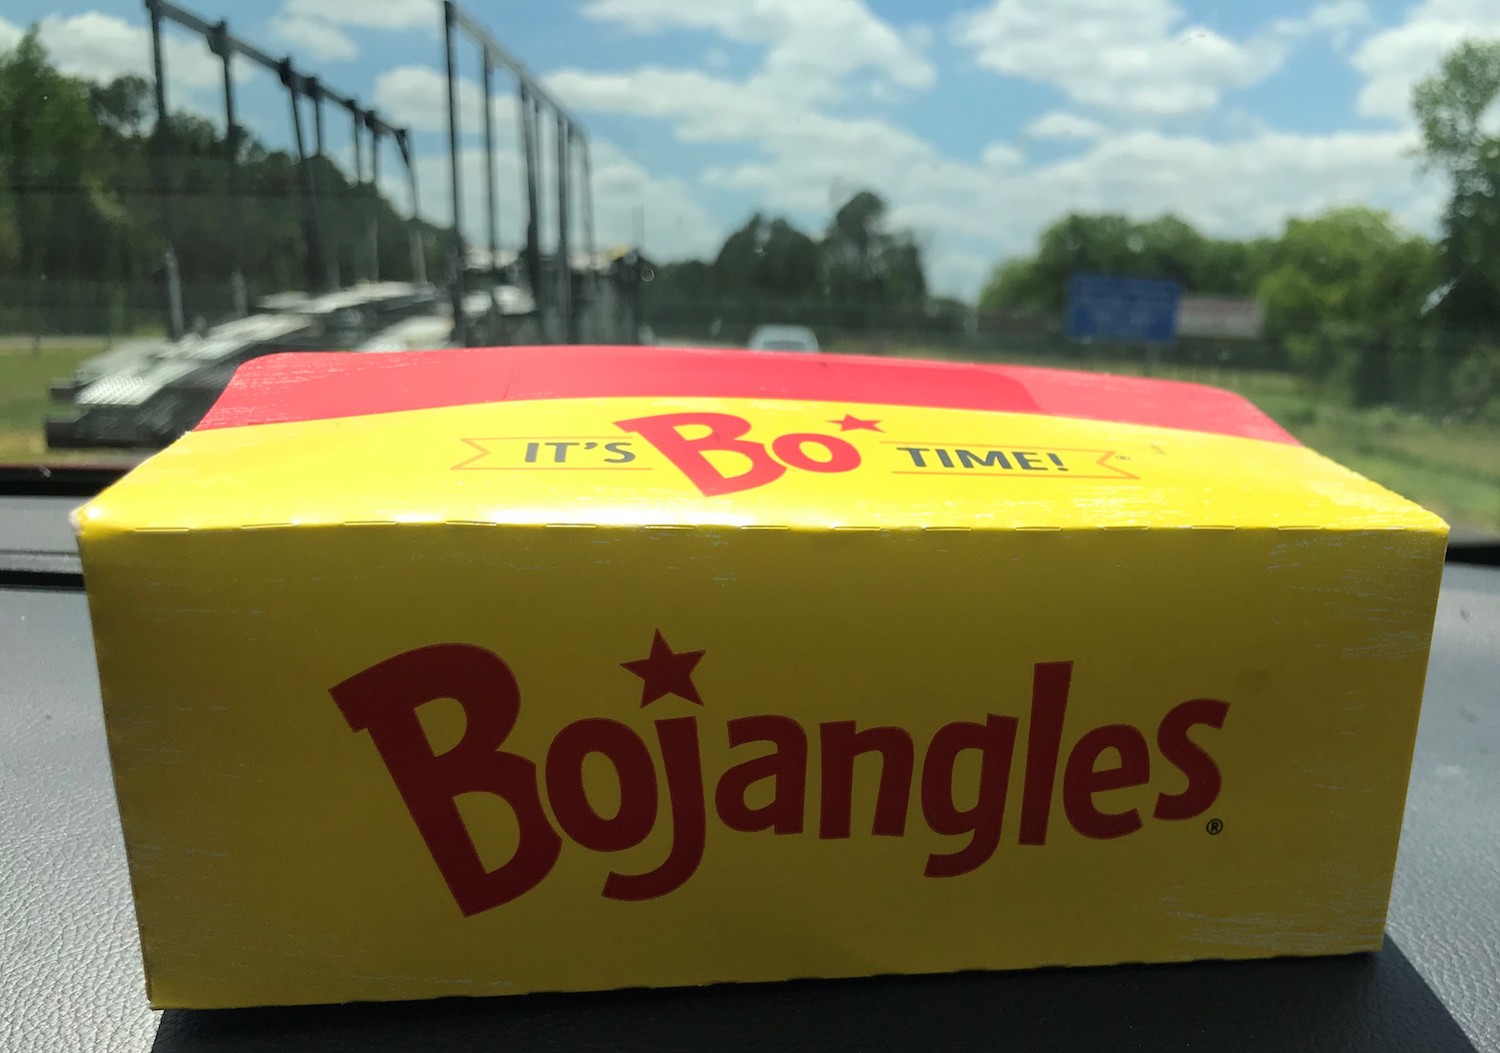 IT'S Bo TIME! ®
Bojangles ®